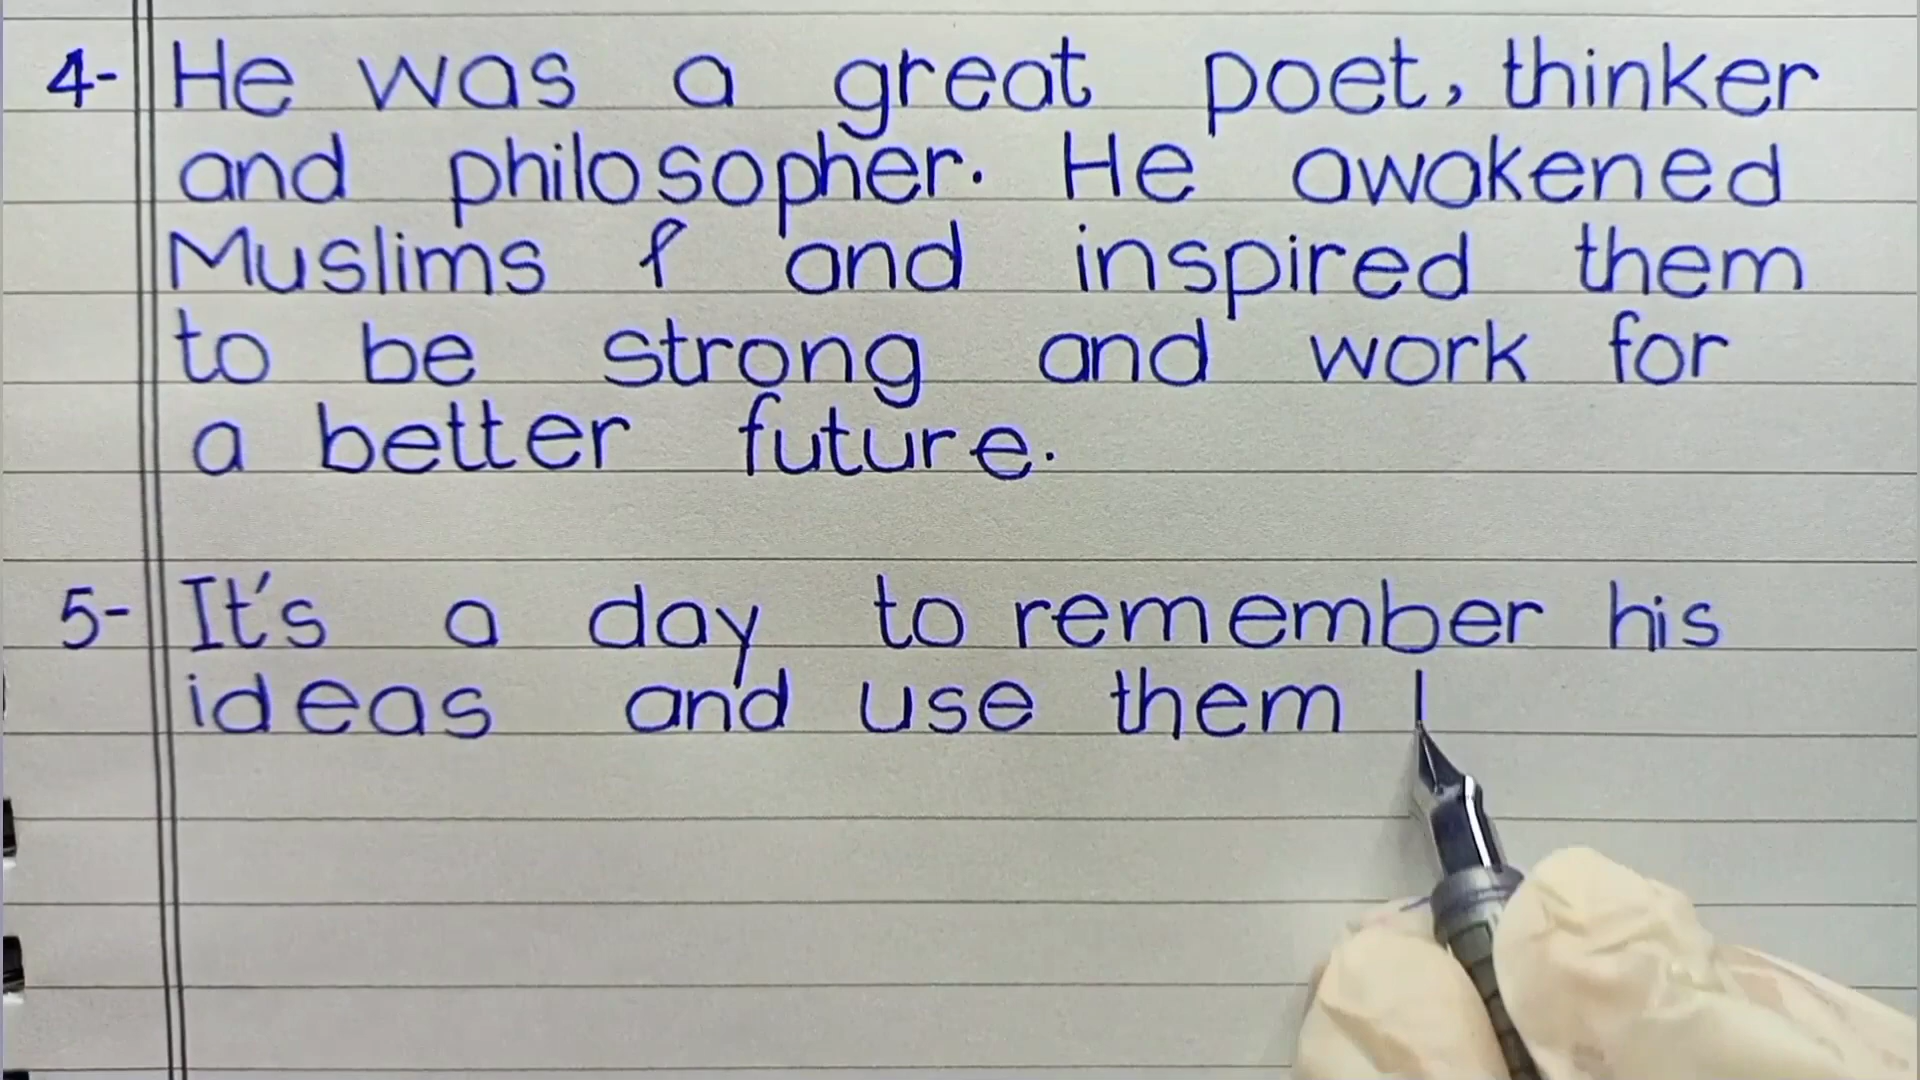 4- He was a great poet, thinker
and philosopher. He awakened
Muslims and inspired them
to be strong and work for
a better future.
5- It's a day to remember his
ideas and use them